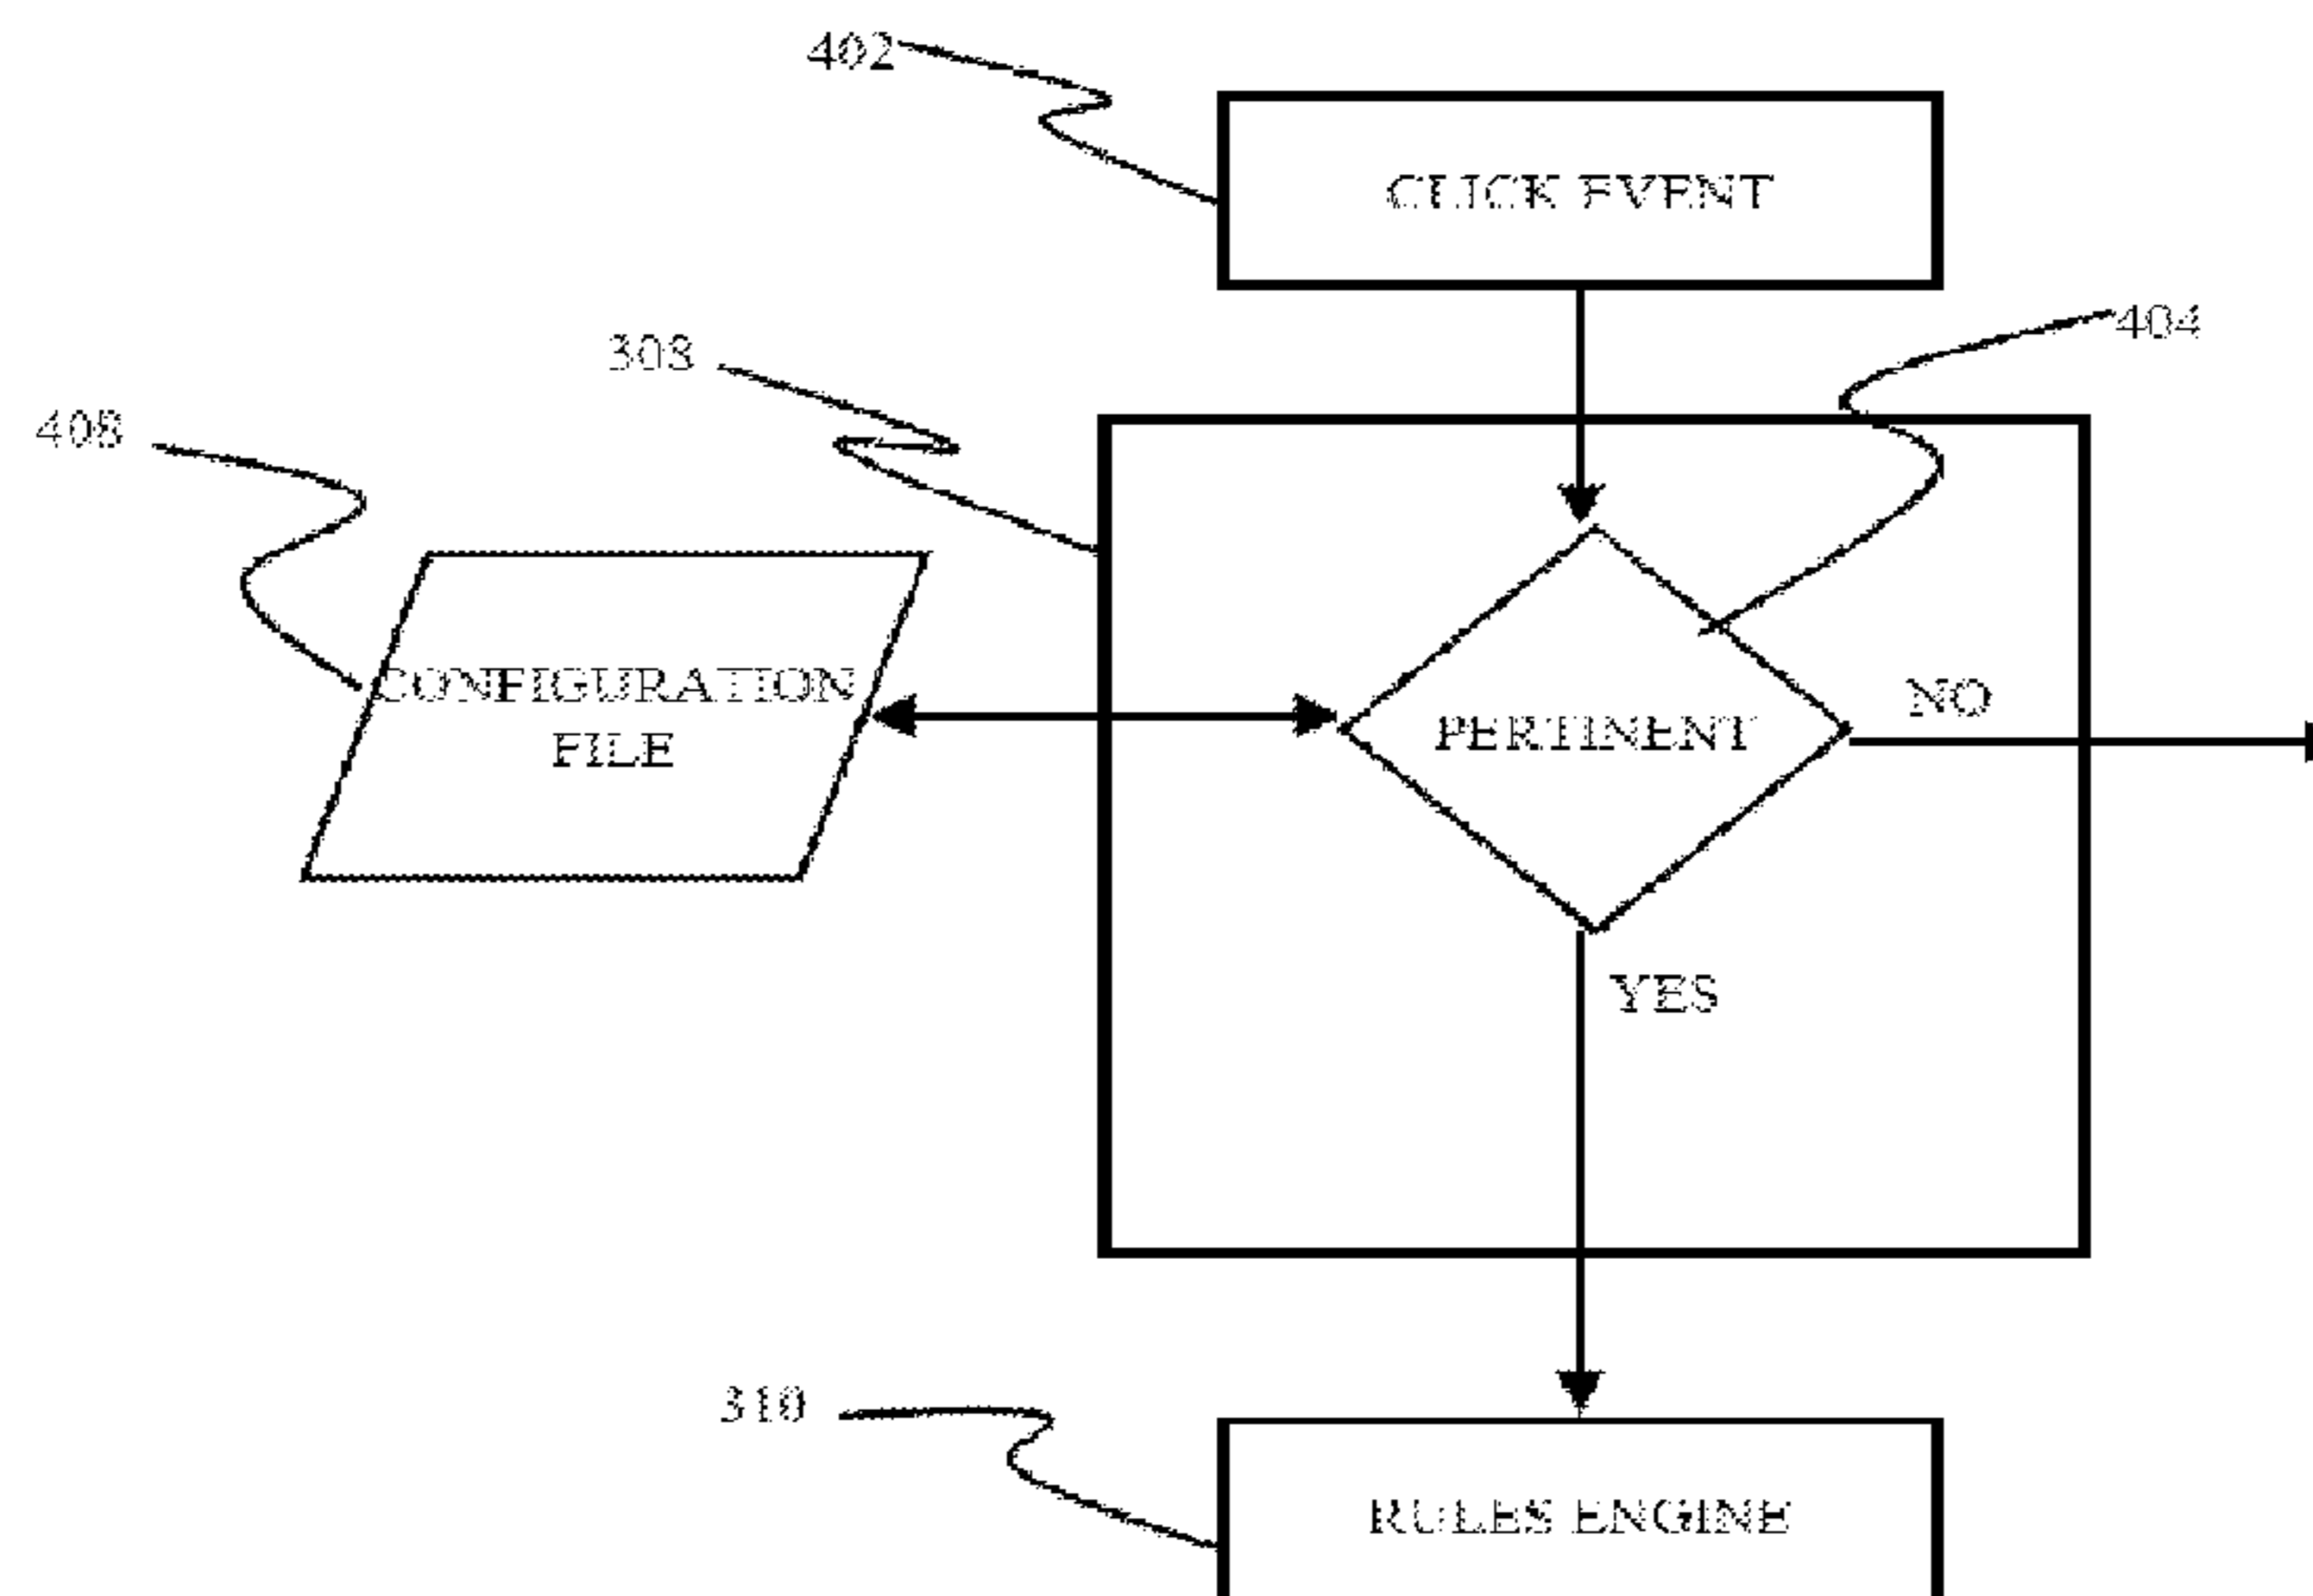 402
CLICK EVENT
404
308
408
CONFIGURATION
FILE
NO
PERTINENT
YES
310
RULES ENGINE